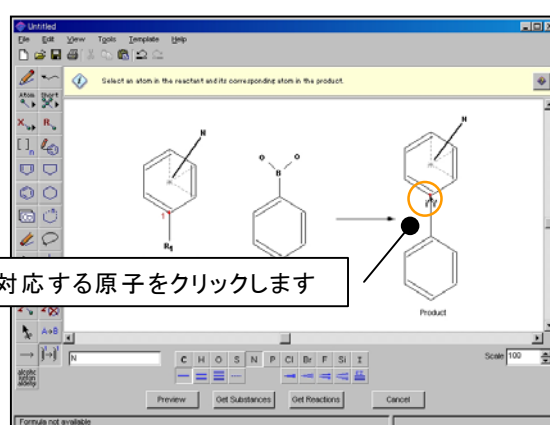 Untitled
File Edit View Tools Template Help
Select an atom in the reactant and its corresponding atom in the product.
Atom Short
X R
[ ]n
N
1
R1
O O
B
N
対応する原子をクリックします
Product
A→B
N
C H O S N P Cl Br F Si I
Scale 100
Preview Get Substances Get Reactions Cancel
Formula not available